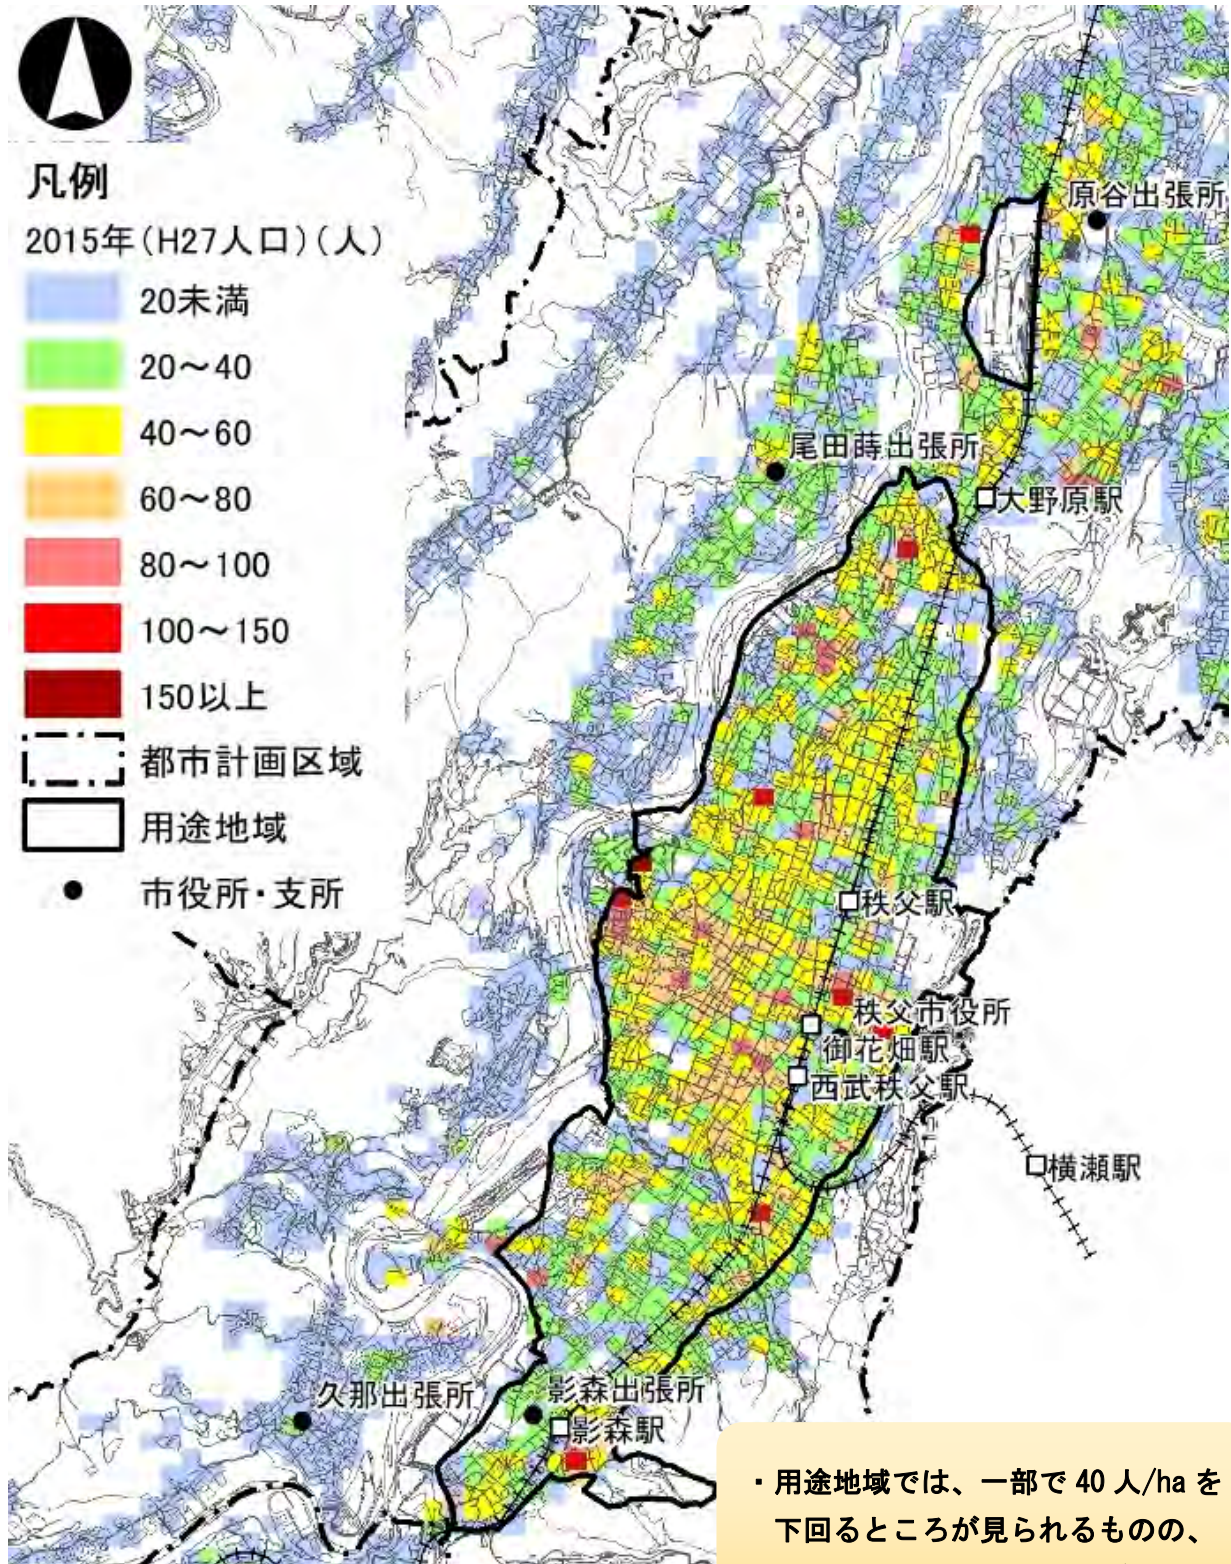 凡例
2015年(H27人口)(人)
20未満
20～40
40～60
60～80
80～100
100～150
150以上
都市計画区域
用途地域
市役所・支所
原谷出張所
尾田蒔出張所
大野原駅
秩父駅
秩父市役所
御花畑駅
西武秩父駅
横瀬駅
久那出張所
影森出張所
影森駅
・用途地域では、一部で 40 人/ha を
下回るところが見られるものの、